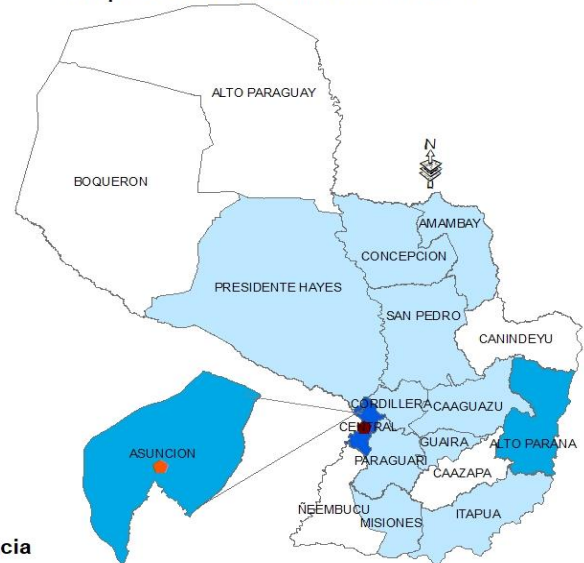 ALTO PARAGUAY
BOQUERON
N
AMAMBAY
CONCEPCION
PRESIDENTE HAYES
SAN PEDRO
CANINDEYU
CORDILLERA
CAAGUAZU
CENTRAL
ASUNCION
GUAIRA
ALTO PARANA
PARAGUARI
CAAZAPA
ÑEEMBUCU
ITAPUA
MISIONES
cia